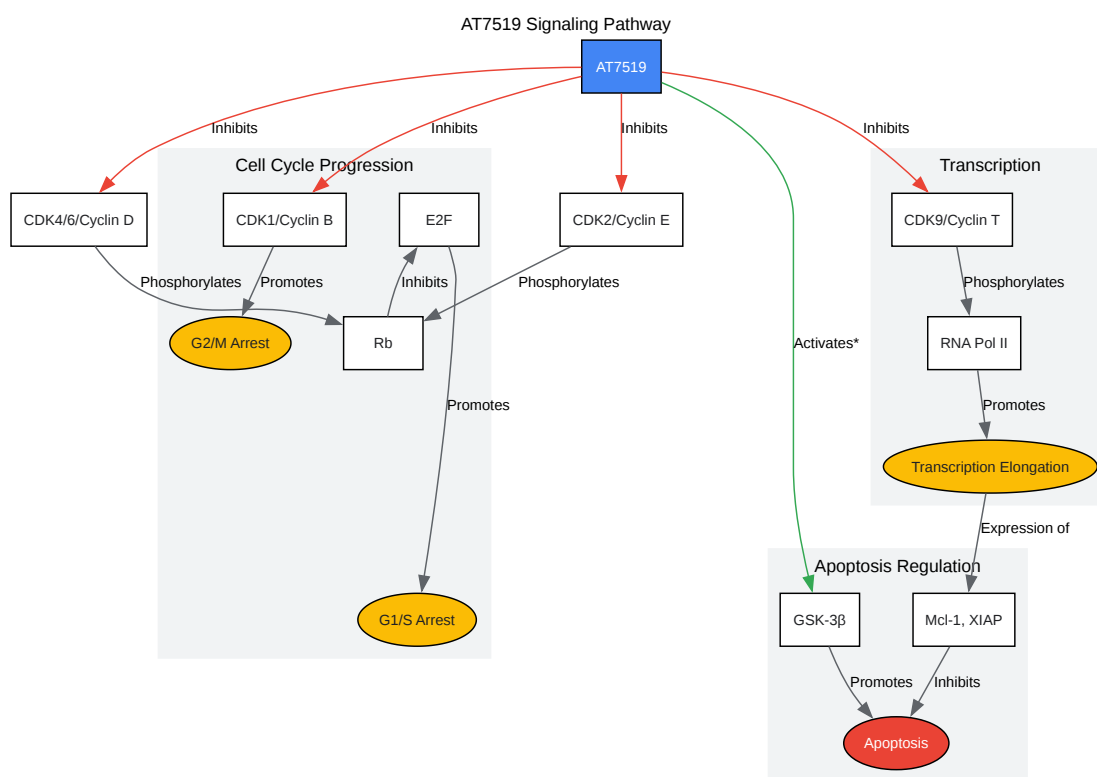 AT7519 Signaling Pathway
AT7519
Inhibits
Inhibits
Inhibits
Inhibits
Cell Cycle Progression
Transcription
CDK4/6/Cyclin D
CDK1/Cyclin B
E2F
CDK2/Cyclin E
CDK9/Cyclin T
Phosphorylates
Promotes
Inhibits
Phosphorylates
Phosphorylates
G2/M Arrest
Rb
Activates*
RNA Pol II
Promotes
Promotes
Transcription Elongation
Expression of
Apoptosis Regulation
G1/S Arrest
GSK-3β
Mcl-1, XIAP
Promotes
Inhibits
Apoptosis